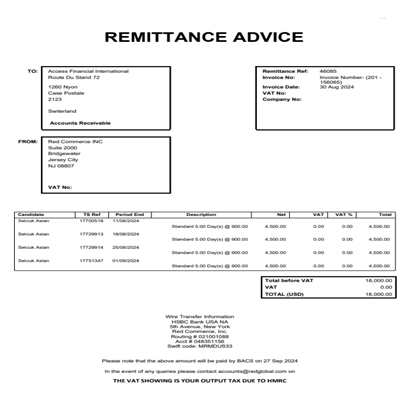 REMITTANCE ADVICE
TO: Access Financial International
Route Du Stand 72
1260 Nyon
Case Postale
2123
Switerland
Accounts Receivable
Remittance Ref: 46085
Invoice No: Invoice Number: (201 - 156065)
Invoice Date: 30 Aug 2024
VAT No:
Company No:
FROM: Red Commerce INC
Suite 2000
Bridgewater
Jersey City
NJ 08807
VAT No:
Candidate TS Ref Period End Description Net VAT VAT % Total
Selcuk Aslan 17700518 11/08/2024
Standard 5.00 Day(s) @ 900.00 4,500.00 0.00 0.00 4,500.00
Selcuk Aslan 17729913 18/08/2024
Standard 5.00 Day(s) @ 900.00 4,500.00 0.00 0.00 4,500.00
Selcuk Aslan 17729914 25/08/2024
Standard 5.00 Day(s) @ 900.00 4,500.00 0.00 0.00 4,500.00
Selcuk Aslan 17751347 01/09/2024
Standard 5.00 Day(s) @ 900.00 4,500.00 0.00 0.00 4,500.00
Total before VAT 18,000.00
VAT 0.00
TOTAL (USD) 18,000.00
Wire Transfer Information
HSBC Bank USA NA
5th Avenue, New York
Red Commerce, Inc.
Routing # 021001088
Acct # 048351156
Swift code: MRMDUS33
Please note that the above amount will be paid by BACS on 27 Sep 2024
In the event of any queries please contact accounts@redglobal.com on
THE VAT SHOWING IS YOUR OUTPUT TAX DUE TO HMRC